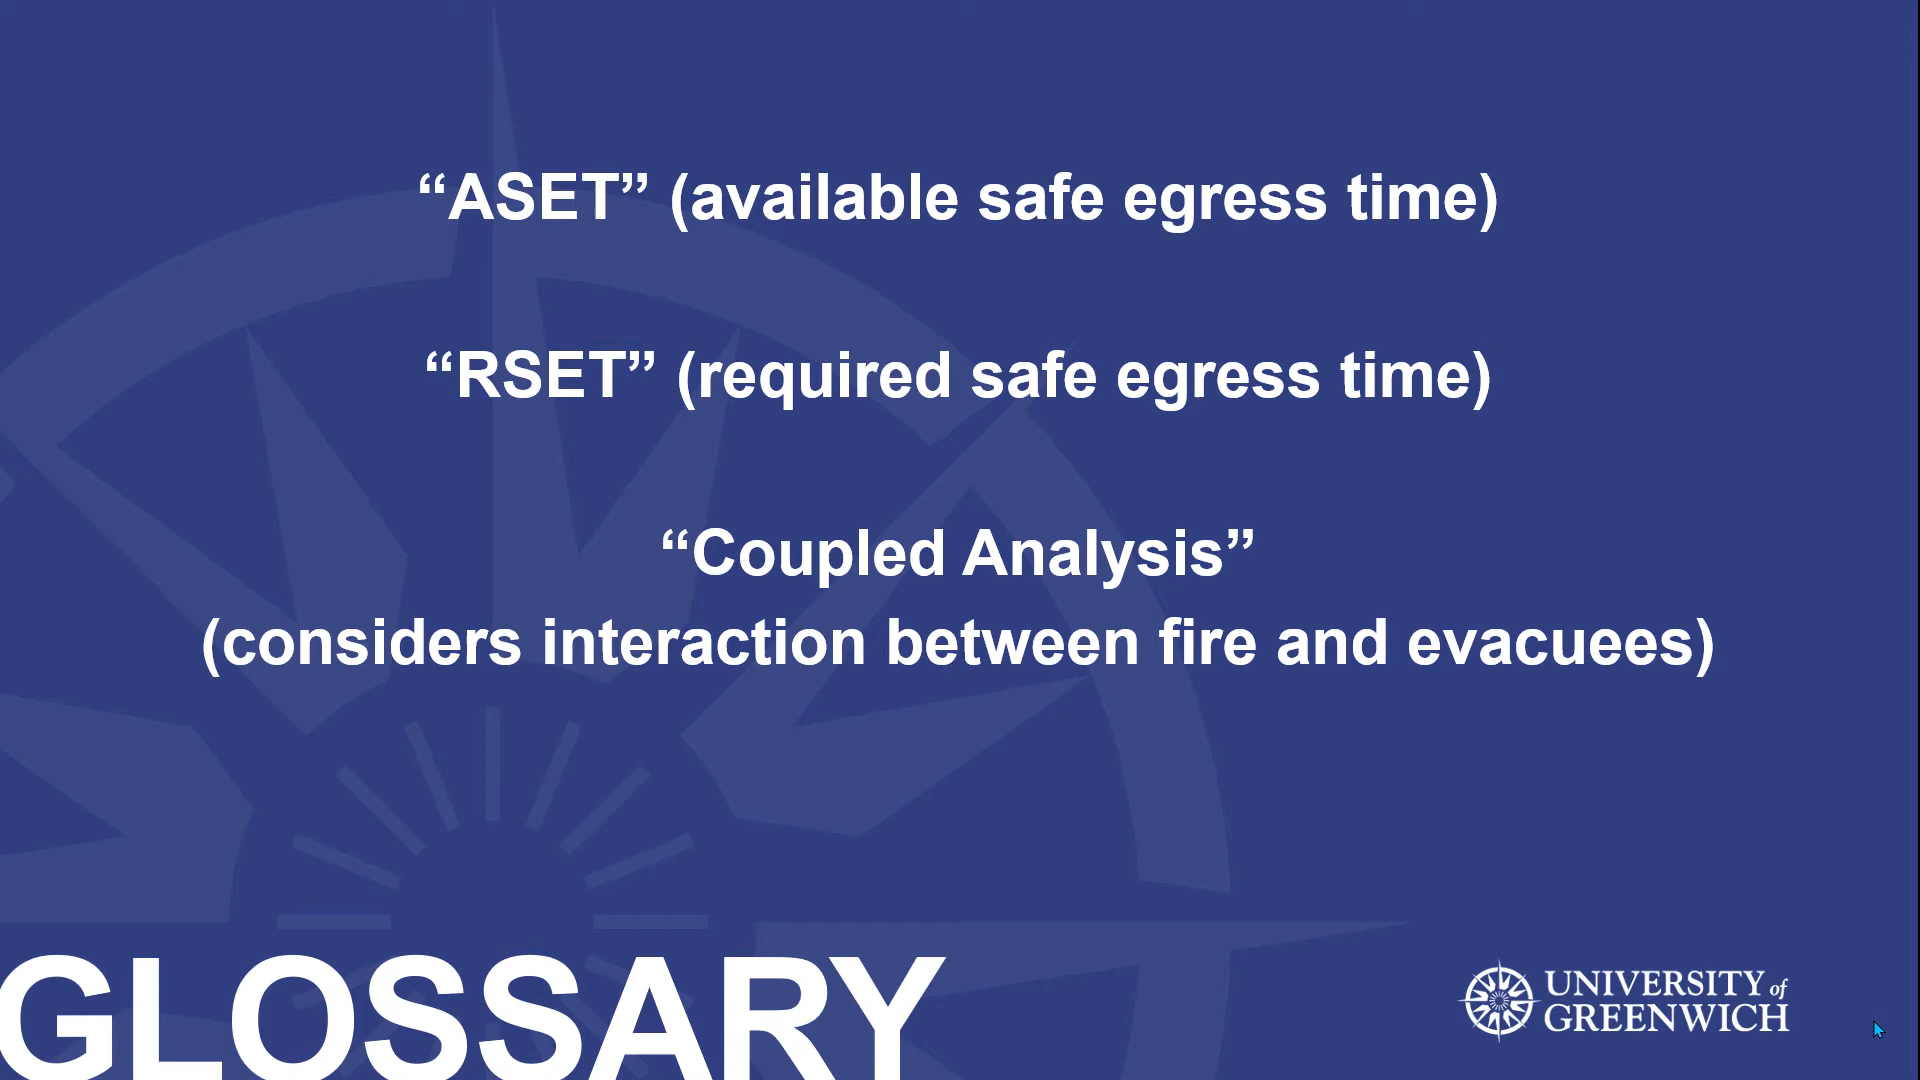 “ASET” (available safe egress time)
“RSET” (required safe egress time)
“Coupled Analysis”
(considers interaction between fire and evacuees)
GLOSSARY
UNIVERSITY of
GREENWICH